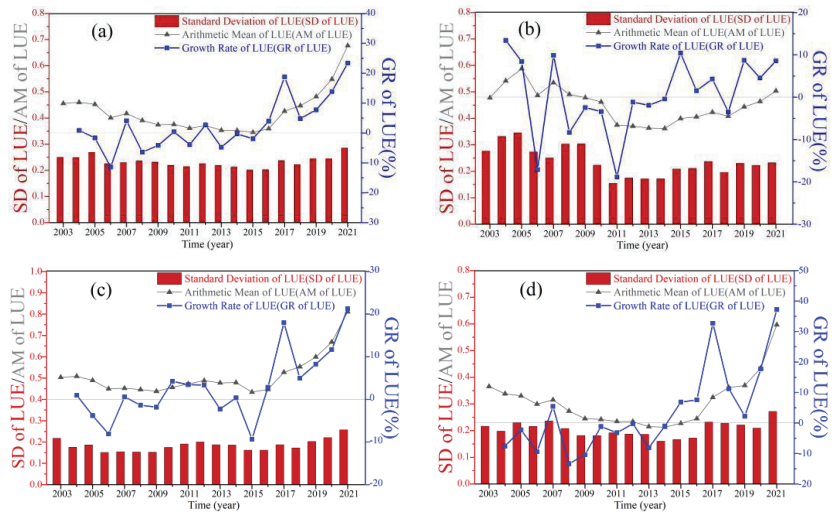 (a)
Standard Deviation of LUE(SD of LUE)
Arithmetic Mean of LUE(AM of LUE)
Growth Rate of LUE(GR of LUE)
SD of LUE/AM of LUE
0.8
0.7
0.6
0.5
0.4
0.3
0.2
0.1
0.0
40
30
20
10
0
-10
-20
-30
GR of LUE(%)
2003 2005 2007 2009 2011 2013 2015 2017 2019 2021
Time (year)
(b)
Standard Deviation of LUE(SD of LUE)
Arithmetic Mean of LUE(AM of LUE)
Growth Rate of LUE(GR of LUE)
SD of LUE/AM of LUE
0.8
0.7
0.6
0.5
0.4
0.3
0.2
0.1
0.0
20
10
0
-10
-20
-30
GR of LUE(%)
2003 2005 2007 2009 2011 2013 2015 2017 2019 2021
Time (year)
(c)
Standard Deviation of LUE(SD of LUE)
Arithmetic Mean of LUE(AM of LUE)
Growth Rate of LUE(GR of LUE)
SD of LUE/AM of LUE
1.0
0.9
0.8
0.7
0.6
0.5
0.4
0.3
0.2
0.1
0.0
30
20
10
0
-10
-20
GR of LUE(%)
2003 2005 2007 2009 2011 2013 2015 2017 2019 2021
Time (year)
(d)
Standard Deviation of LUE(SD of LUE)
Arithmetic Mean of LUE(AM of LUE)
Growth Rate of LUE(GR of LUE)
SD of LUE/AM of LUE
0.8
0.7
0.6
0.5
0.4
0.3
0.2
0.1
0.0
50
40
30
20
10
0
-10
-20
GR of LUE(%)
2003 2005 2007 2009 2011 2013 2015 2017 2019 2021
Time (year)